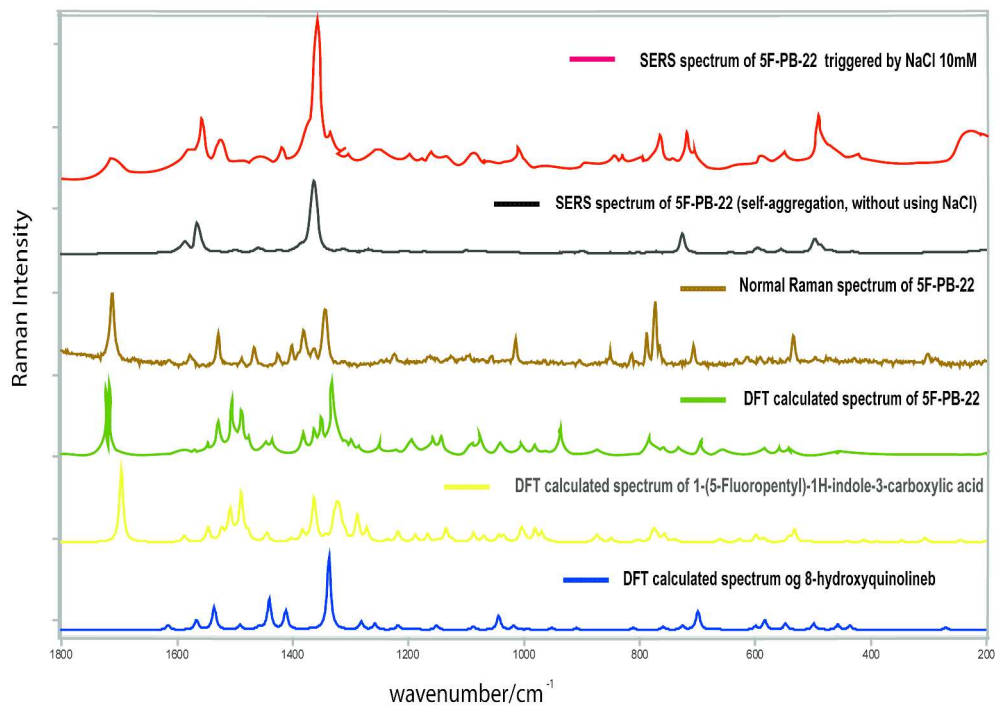 SERS spectrum of 5F-PB-22 triggered by NaCl 10mM
SERS spectrum of 5F-PB-22 (self-aggregation, without using NaCl)
Normal Raman spectrum of 5F-PB-22
DFT calculated spectrum of 5F-PB-22
DFT calculated spectrum of 1-(5-Fluoropentyl)-1H-indole-3-carboxylic acid
DFT calculated spectrum og 8-hydroxyquinolineb
Raman Intensity
1800 1600 1400 1200 1000 800 600 400 200
wavenumber/cm⁻¹